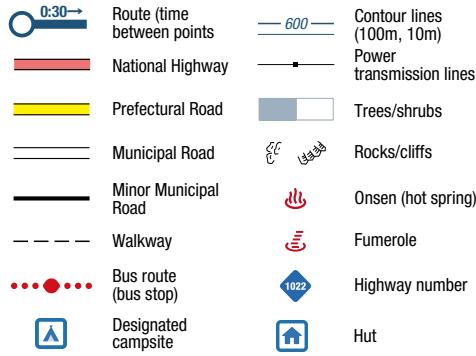 0:30→
Route (time
between points
National Highway
Prefectural Road
Municipal Road
Minor Municipal
Road
Walkway
Bus route
(bus stop)
Designated
campsite
600
Contour lines
(100m, 10m)
Power
transmission lines
Trees/shrubs
Rocks/cliffs
Onsen (hot spring)
Fumerole
1022
Highway number
Hut